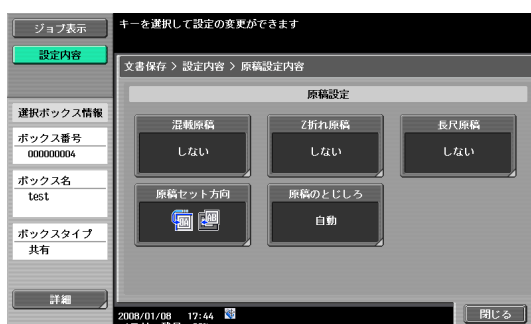 ジョブ表示
キーを選択して設定の変更ができます
設定内容
文書保存 > 設定内容 > 原稿設定内容
原稿設定
選択ボックス情報
混載原稿
Z折れ原稿
長尺原稿
ボックス番号
000000004
しない
しない
しない
ボックス名
test
原稿セット方向
原稿のとじしろ
自動
ボックスタイプ
共有
詳細
2008/01/08 17:44
閉じる